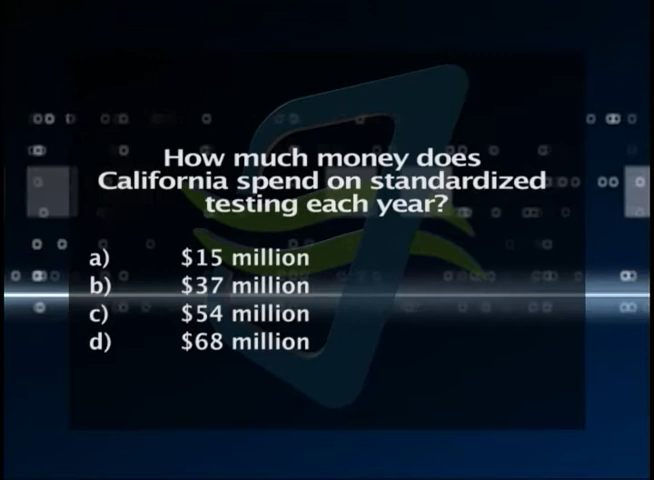 How much money does
California spend on standardized
testing each year?
a) $15 million
b) $37 million
c) $54 million
d) $68 million